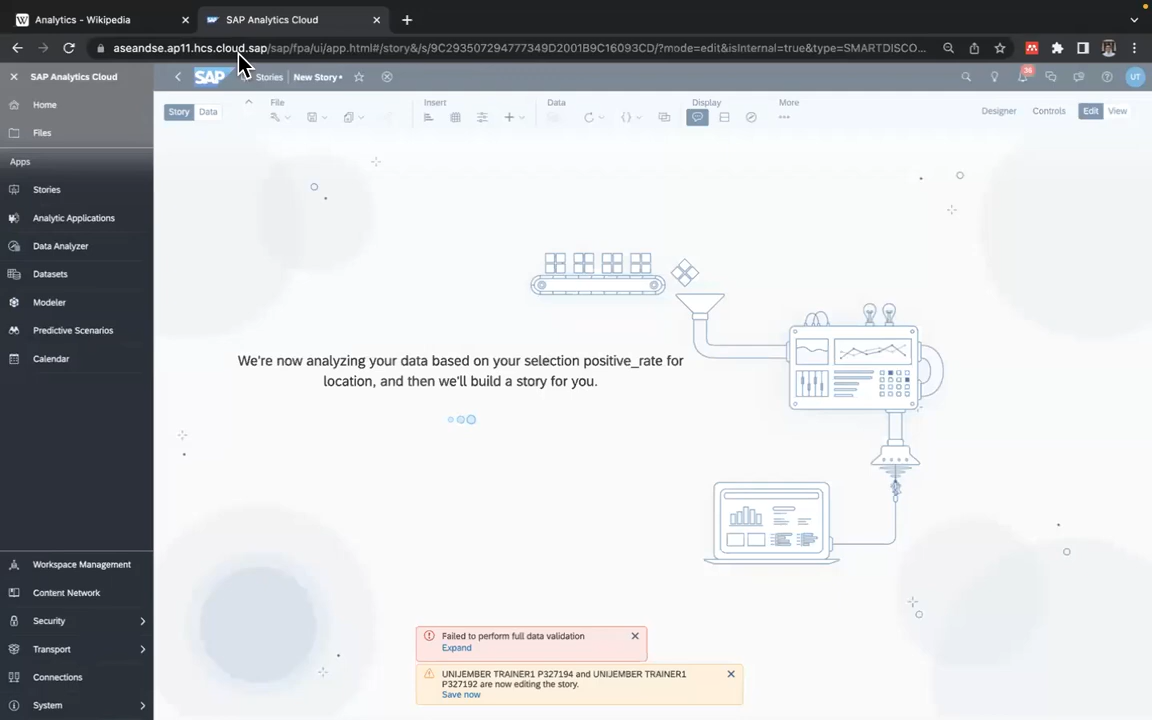 Analytics - Wikipedia
SAP Analytics Cloud
aseandse.ap11.hcs.cloud.sap/sap/fpa/ui/app.html#/story&/s/9C293507294777349D2001B9C16093CD/?mode=edit&isInternal=true&type=SMARTDISCO...
SAP Analytics Cloud
SAP
Stories
New Story•
36
UT
Home
Files
Apps
Stories
Analytic Applications
Data Analyzer
Datasets
Modeler
Predictive Scenarios
Calendar
Workspace Management
Content Network
Security
Transport
Connections
System
Story
Data
File
Insert
Data
Display
More
Designer
Controls
Edit
View
We're now analyzing your data based on your selection positive_rate for
location, and then we'll build a story for you.
Failed to perform full data validation
Expand
UNIJEMBER TRAINER1 P327194 and UNIJEMBER TRAINER1
P327192 are now editing the story.
Save now